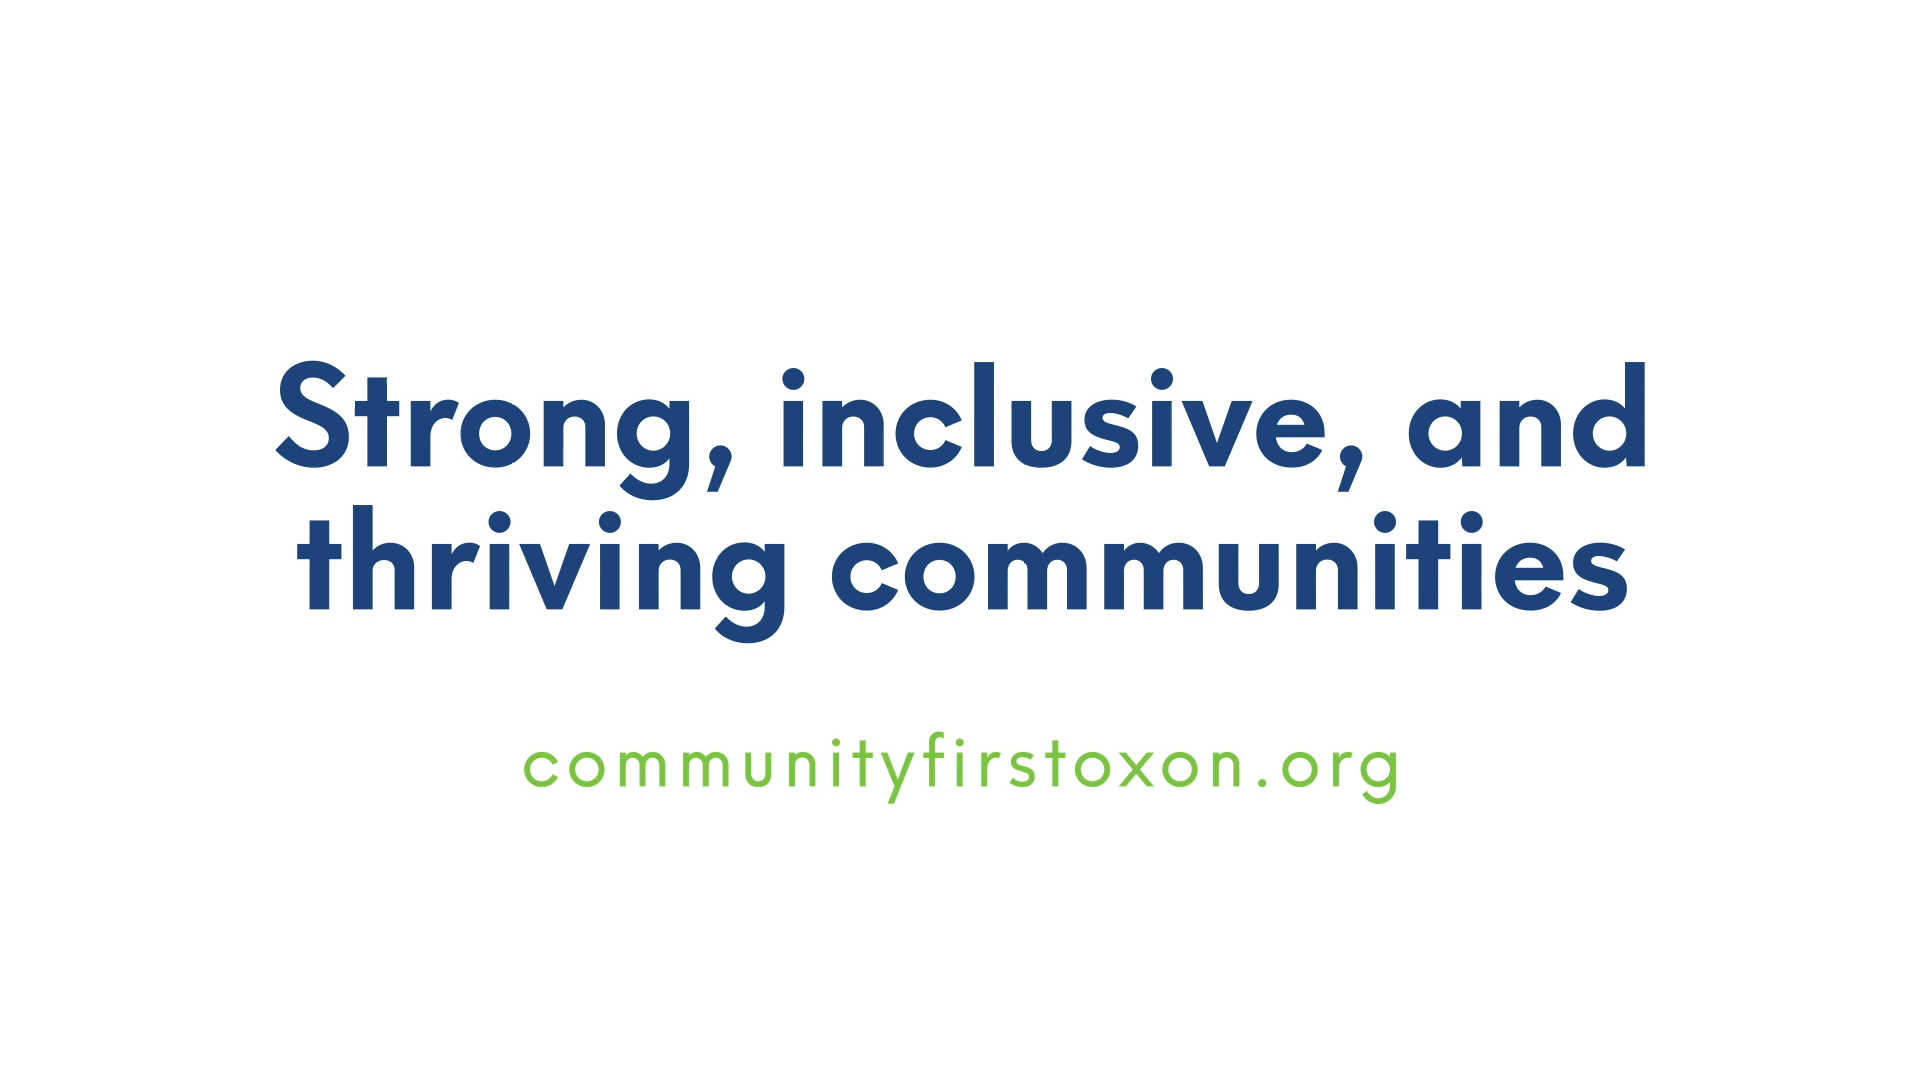 Strong, inclusive, and
thriving communities
communityfirstoxon.org